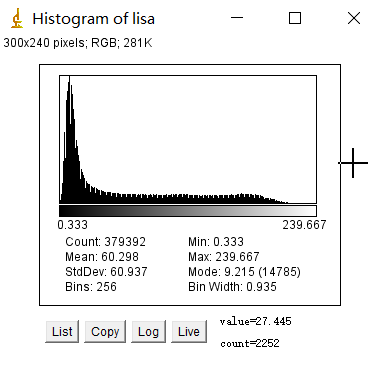 Histogram of lisa
300x240 pixels; RGB; 281K
0.333 239.667
Count: 379392 Min: 0.333
Mean: 60.298 Max: 239.667
StdDev: 60.937 Mode: 9.215 (14785)
Bins: 256 Bin Width: 0.935
List Copy Log Live value=27.445
count=2252